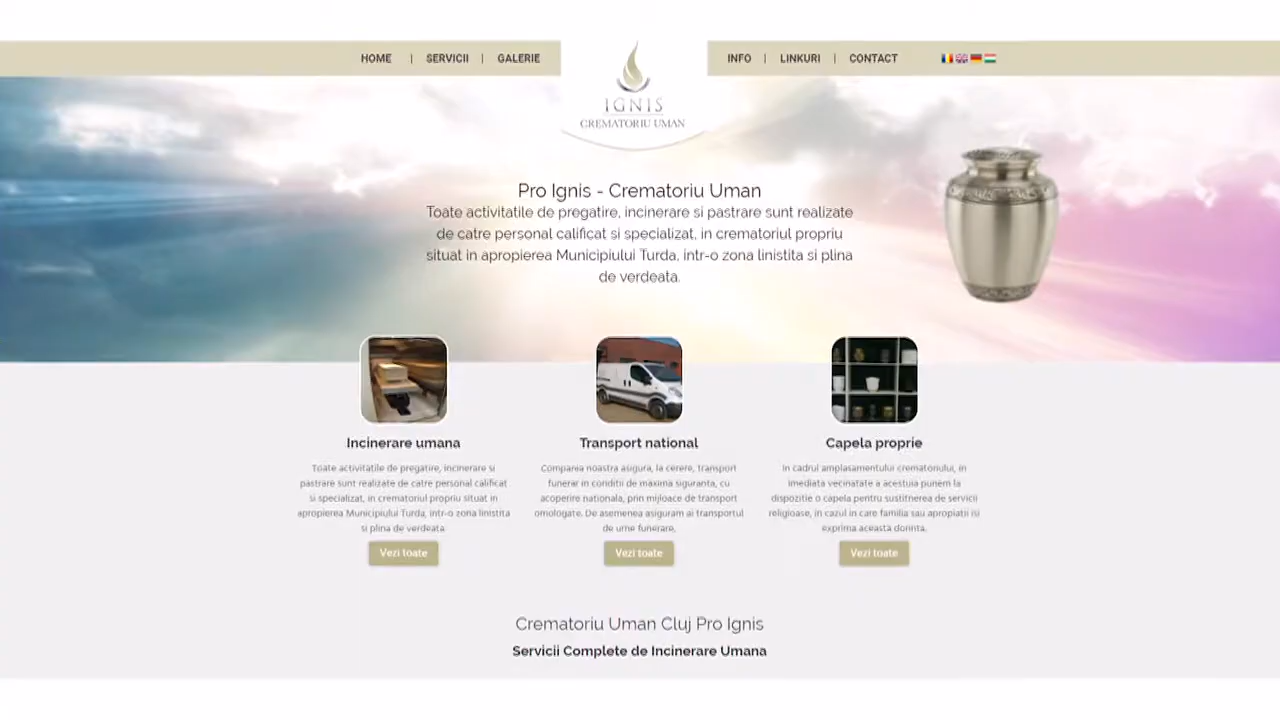 HOME | SERVICII | GALERIE
INFO | LINKURI | CONTACT
IGNIS
CREMATORIU UMAN
Pro Ignis - Crematoriu Uman
Toate activitatile de pregatire, incinerare si pastrare sunt realizate
de catre personal calificat si specializat, in crematoriul propriu
situat in apropierea Municipiului Turda, intr-o zona linistita si plina
de verdeata.
Incinerare umana
Toate activitatile de pregatire, incinerare si
pastrare sunt realizate de catre personal calificat
si specializat, in crematoriul propriu situat in
apropierea Municipiului Turda, intr-o zona linistita
si plina de verdeata.
Vezi toate
Transport national
Comparea noastra asigura, la cerere, transport
funerar in conditii de maxima siguranta, cu
acoperire nationala, prin mijloace de transport
omologate. De asemenea asiguram ai transportul
de urne funerare.
Vezi toate
Capela proprie
In cadrul amplasamentului crematoriului, in
imediata vecinatate a acestuia punem la
dispozitie o capela pentru sustitnerea de servicii
religioase, in cazul in care familia sau apropiatii isi
exprima aceasta dorinta.
Vezi toate
Crematoriu Uman Cluj Pro Ignis
Servicii Complete de Incinerare Umana